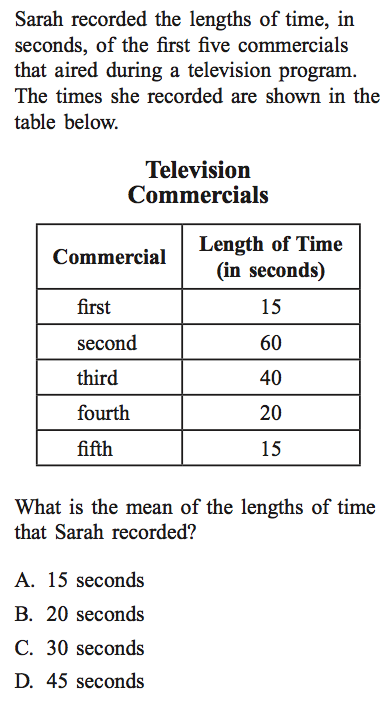 Sarah recorded the lengths of time, in
seconds, of the first five commercials
that aired during a television program.
The times she recorded are shown in the
table below.
Television
Commercials
Commercial Length of Time
(in seconds)
first 15
second 60
third 40
fourth 20
fifth 15
What is the mean of the lengths of time
that Sarah recorded?
A. 15 seconds
B. 20 seconds
C. 30 seconds
D. 45 seconds